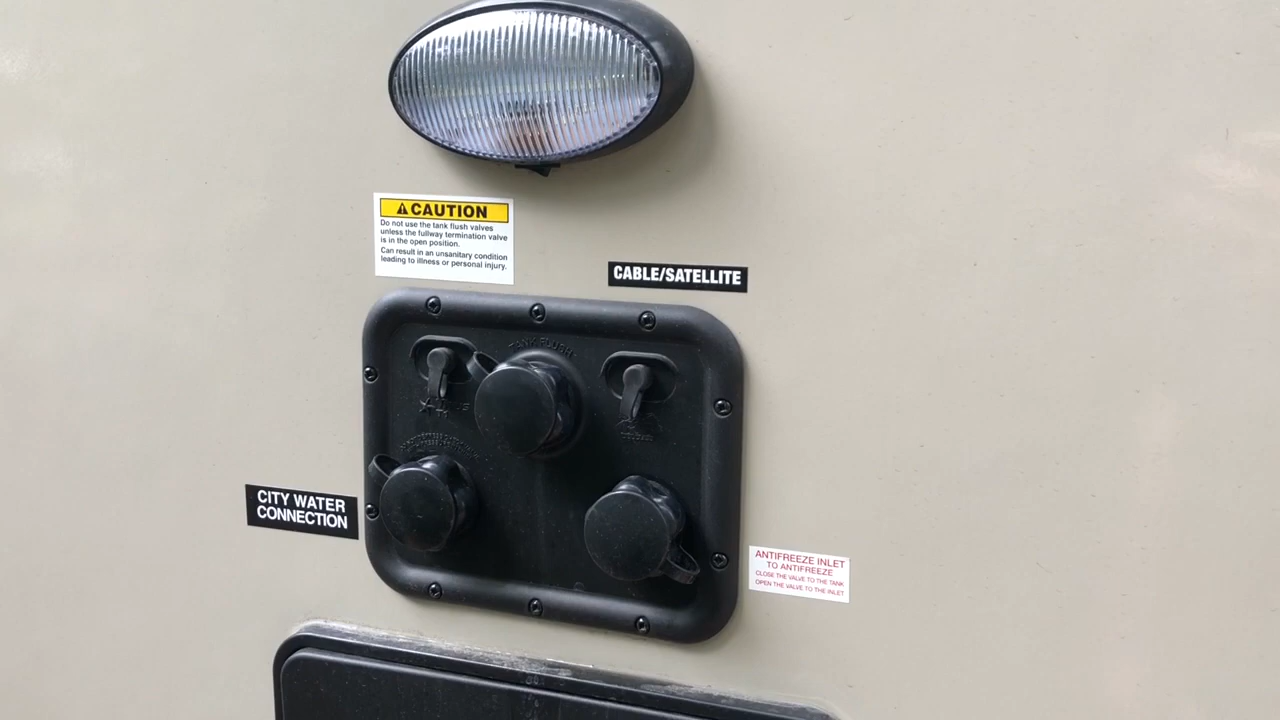 CAUTION
Do not use the tank flush valves
unless the fullway termination valve
is in the open position.
Can result in an unsanitary condition
leading to illness or personal injury.
CABLE/SATELLITE
TANK FLUSH
CITY WATER
CONNECTION
ANTIFREEZE INLET
TO ANTIFREEZE
CLOSE THE VALVE TO THE TANK
OPEN THE VALVE TO THE INLET